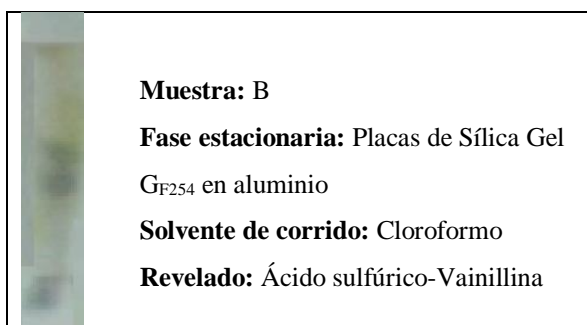 Muestra: B
Fase estacionaria: Placas de Sílica Gel
GF254 en aluminio
Solvente de corrido: Cloroformo
Revelado: Ácido sulfúrico-Vainillina